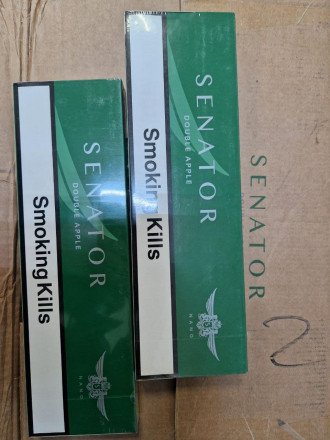 SENATOR
DOUBLE APPLE
NANO
Smoking Kills
SENATOR
DOUBLE APPLE
NANO
Smoking Kills
SENATOR
2